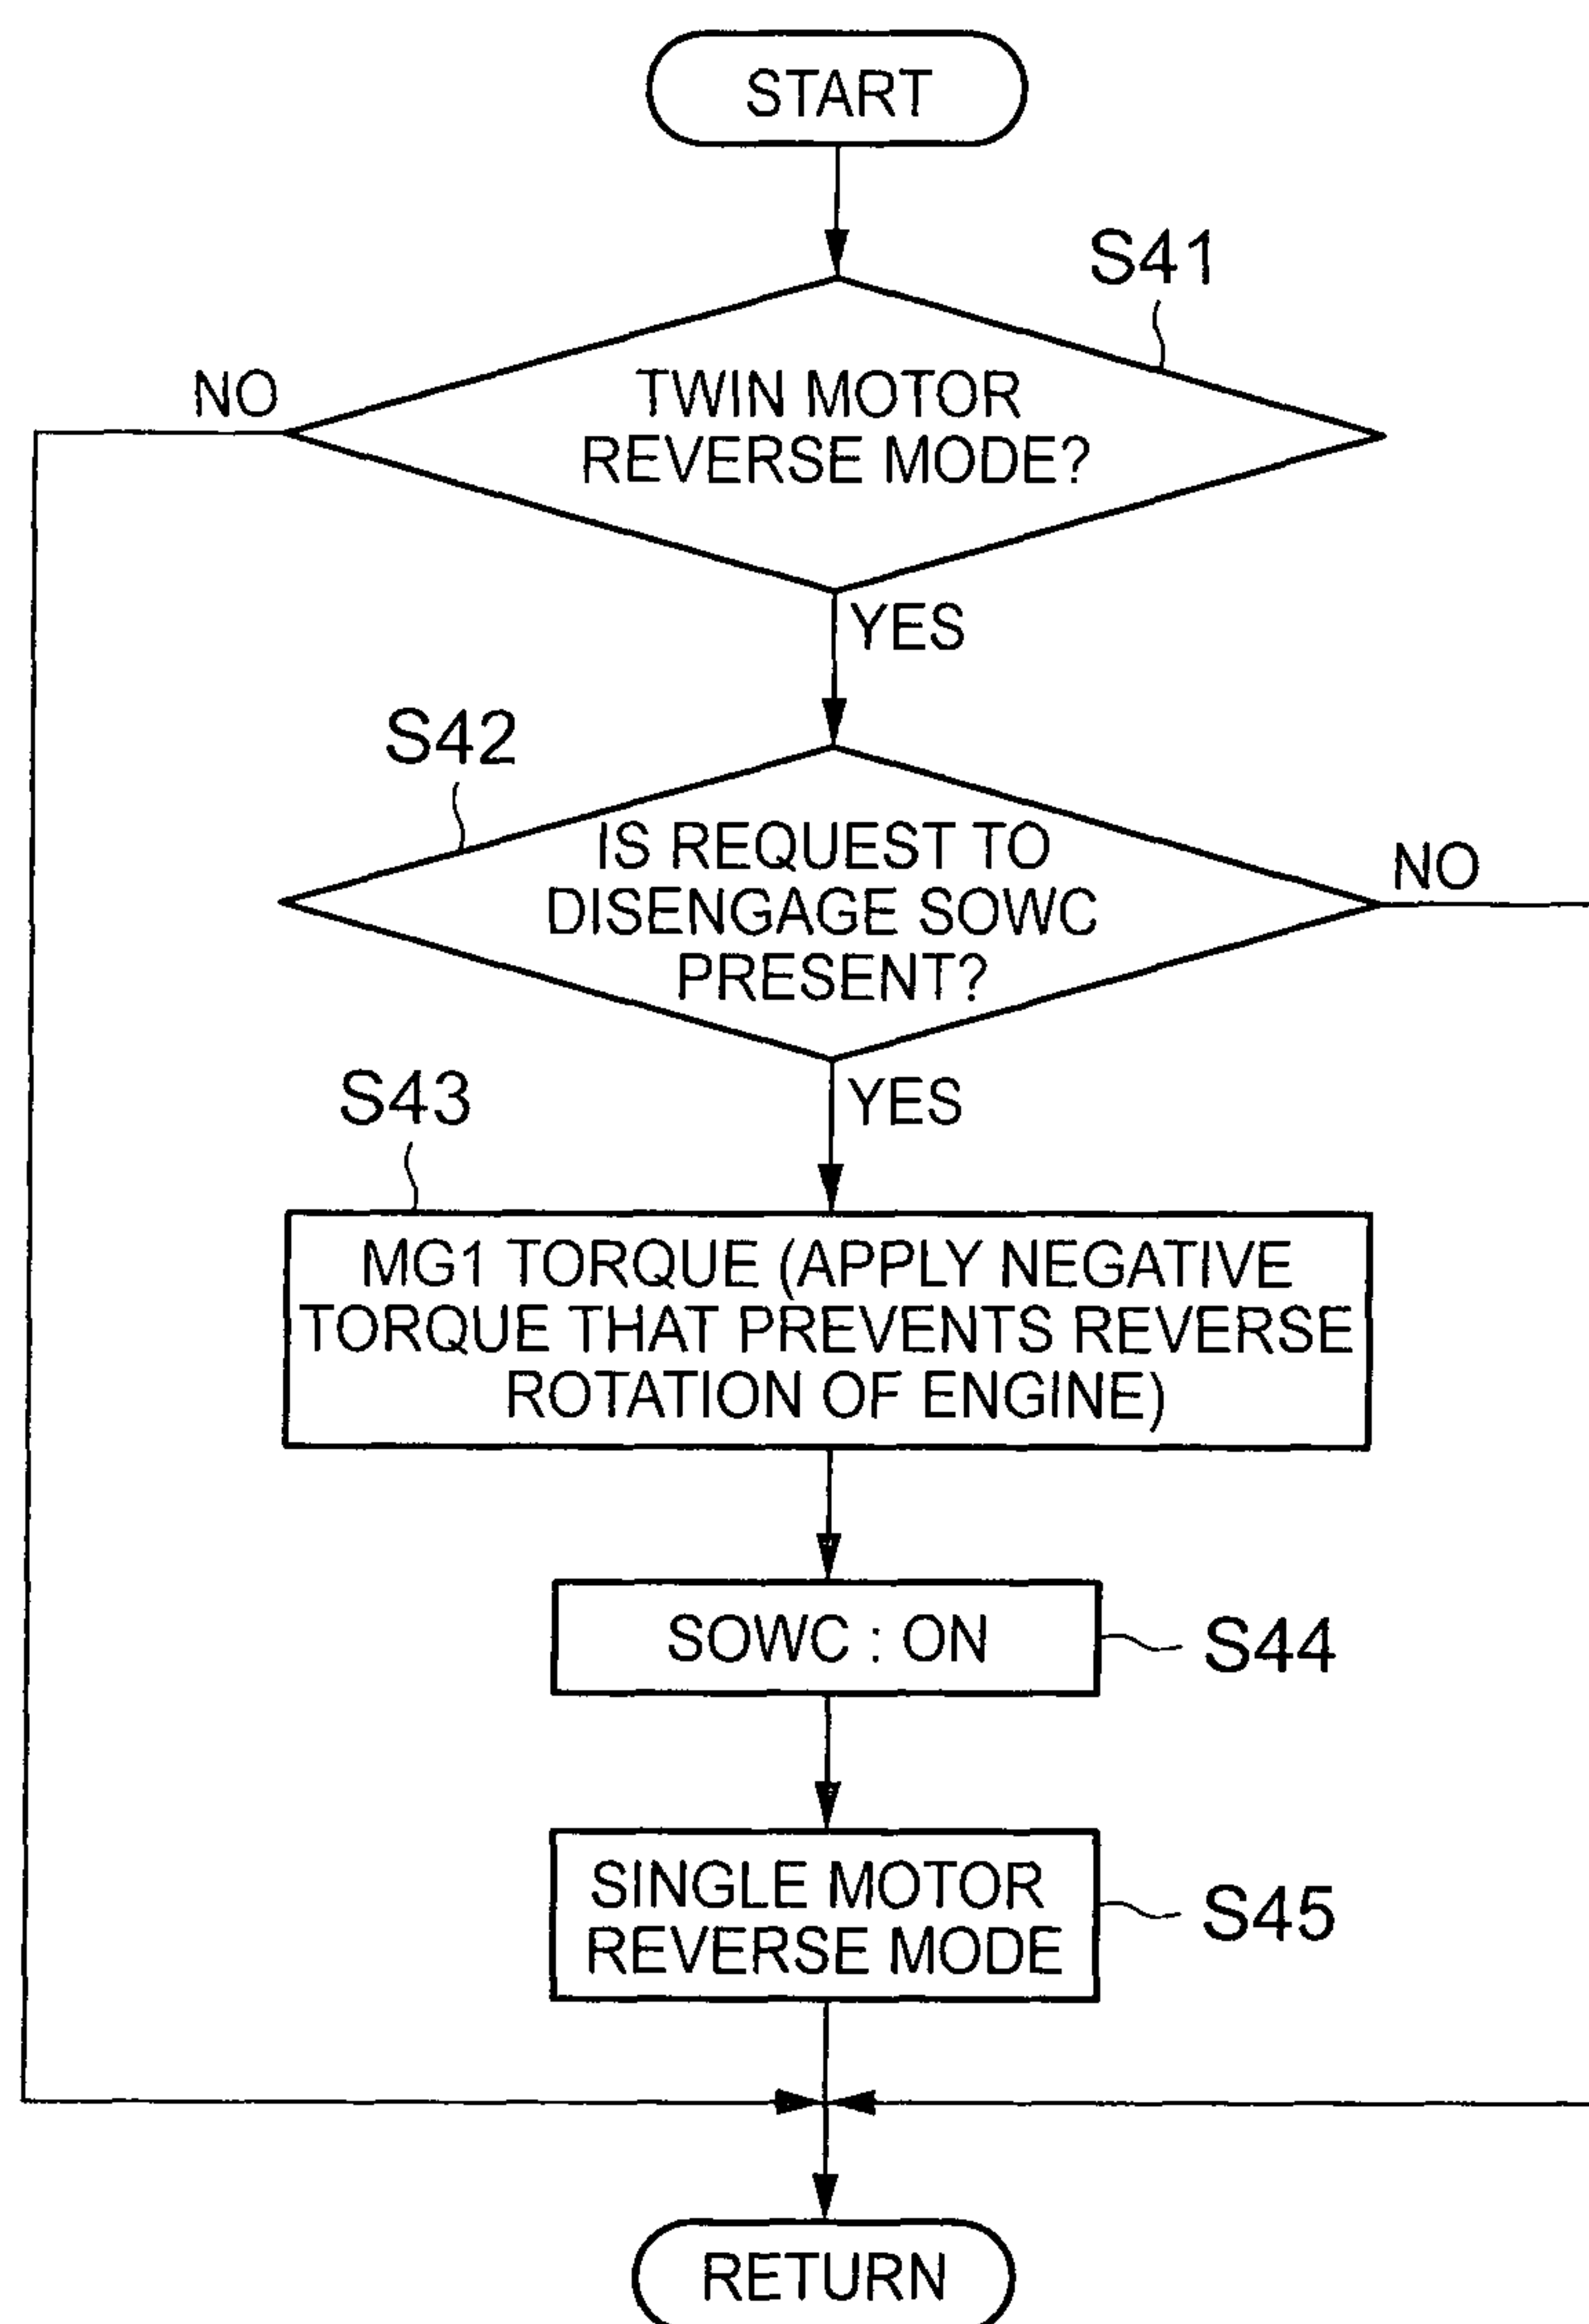 START
S41
NO
TWIN MOTOR
REVERSE MODE?
YES
S42
IS REQUEST TO
DISENGAGE SOWC
PRESENT?
NO
YES
S43
MG1 TORQUE (APPLY NEGATIVE
TORQUE THAT PREVENTS REVERSE
ROTATION OF ENGINE)
SOWC : ON
S44
SINGLE MOTOR
REVERSE MODE
S45
RETURN